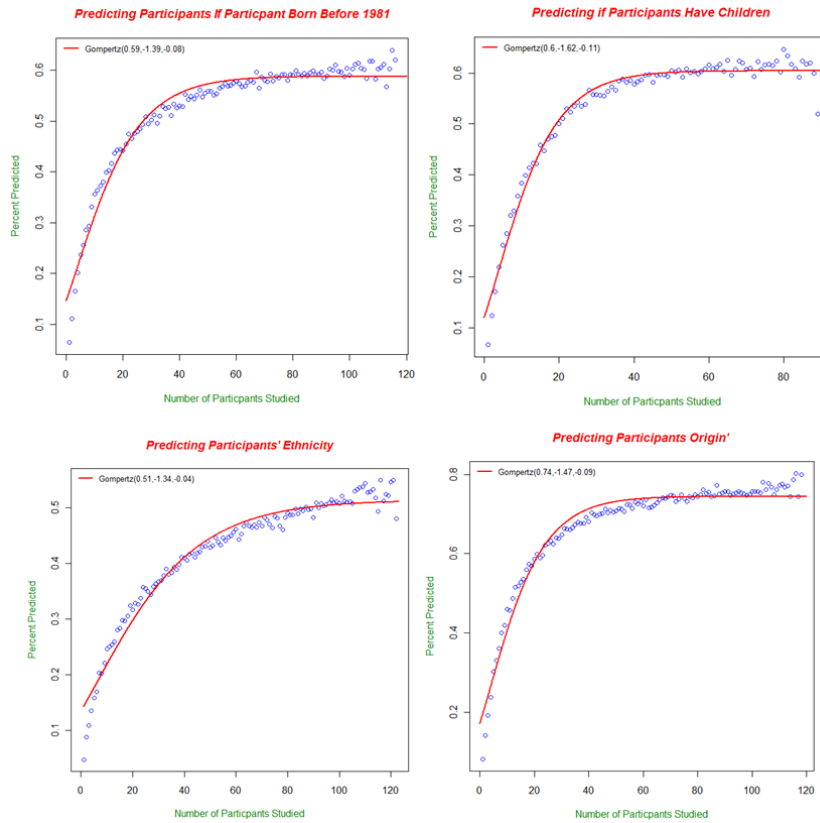 Predicting Participants If Partcipant Born Before 1981
Gompertz(0.59,-1.39,-0.08)
Percent Predicted
0.6
0.5
0.4
0.3
0.2
0.1
0 20 40 60 80 100 120
Number of Particpants Studied
Predicting if Participants Have Children
Gompertz(0.6,-1.62,-0.11)
Percent Predicted
0.6
0.5
0.4
0.3
0.2
0.1
0 20 40 60 80
Number of Particpants Studied
Predicting Participants' Ethnicity
Gompertz(0.51,-1.34,-0.04)
Percent Predicted
0.5
0.4
0.3
0.2
0.1
0 20 40 60 80 100 120
Number of Particpants Studied
Predicting Participants Origin'
Gompertz(0.74,-1.47,-0.09)
Percent Predicted
0.8
0.6
0.4
0.2
0 20 40 60 80 100 120
Number of Particpants Studied